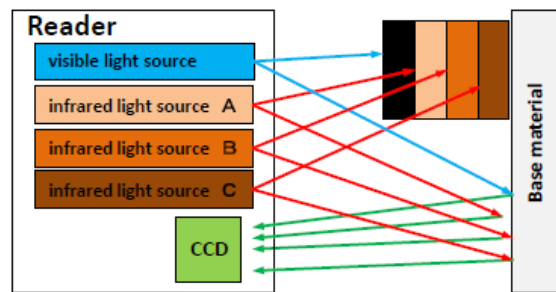 Reader
visible light source
infrared light source A
infrared light source B
infrared light source C
CCD
Base material